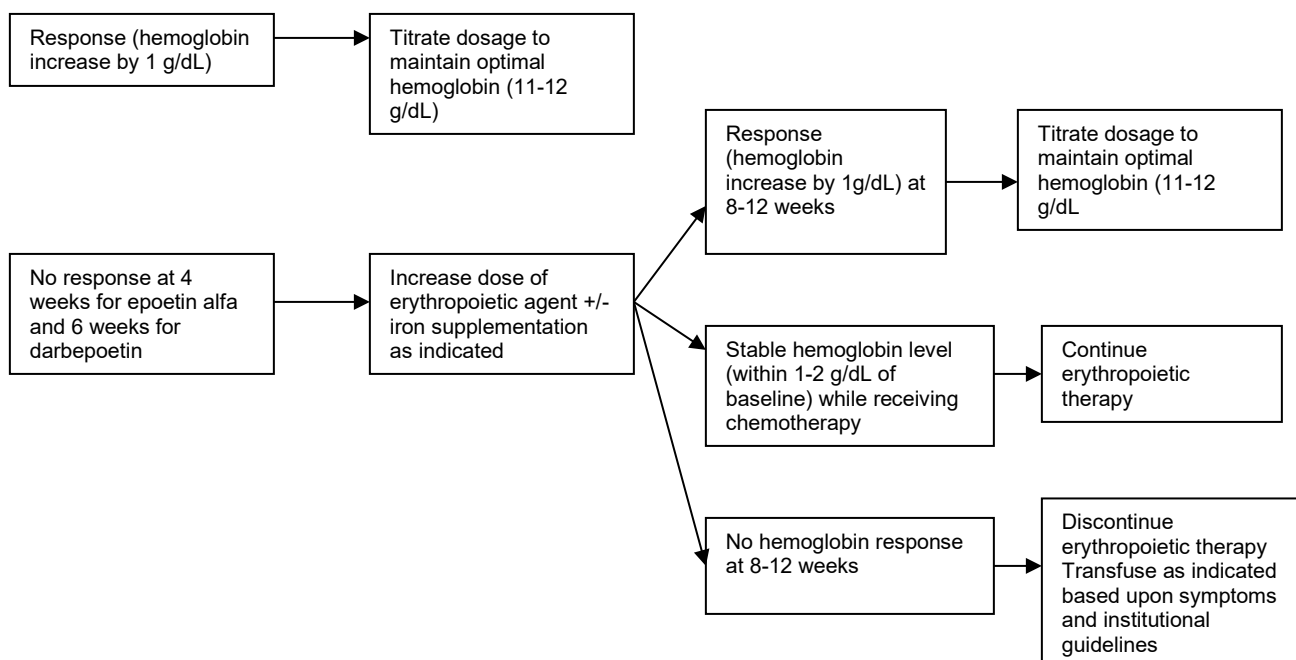 Response (hemoglobin
increase by 1 g/dL)
Titrate dosage to
maintain optimal
hemoglobin (11-12
g/dL)
Response
(hemoglobin
increase by 1g/dL) at
8-12 weeks
Titrate dosage to
maintain optimal
hemoglobin (11-12
g/dL
No response at 4
weeks for epoetin alfa
and 6 weeks for
darbepoetin
Increase dose of
erythropoietic agent +/-
iron supplementation
as indicated
Stable hemoglobin level
(within 1-2 g/dL of
baseline) while receiving
chemotherapy
Continue
erythropoietic
therapy
No hemoglobin response
at 8-12 weeks
Discontinue
erythropoietic therapy
Transfuse as indicated
based upon symptoms
and institutional
guidelines